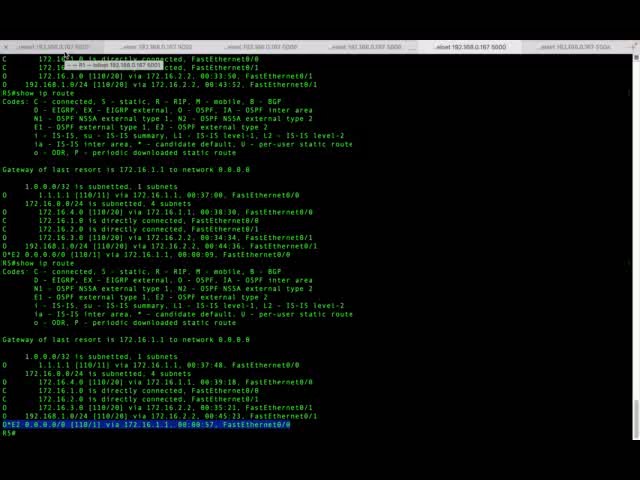 ...eset 192.168.0.167 5001
...elnet 192.168.0.167 5000
...elnet 192.168.0.167 5000
...elnet 192.168.0.167 5000
C 172.16.1.0 is directly connected, FastEthernet0/0
C 172.16. is directly connected, FastEthernet0/1
O 172.16.3.0 [110/20] via 172.16.2.2, 00:33:50, FastEthernet0/1
O 192.168.1.0/24 [110/20] via 172.16.2.2, 00:43:52, FastEthernet0/1
R5#show ip route
Codes: C - connected, S - static, R - RIP, M - mobile, B - BGP
D - EIGRP, EX - EIGRP external, O - OSPF, IA - OSPF inter area
N1 - OSPF NSSA external type 1, N2 - OSPF NSSA external type 2
E1 - OSPF external type 1, E2 - OSPF external type 2
i - IS-IS, su - IS-IS summary, L1 - IS-IS level-1, L2 - IS-IS level-2
ia - IS-IS inter area, * - candidate default, U - per-user static route
o - ODR, P - periodic downloaded static route
Gateway of last resort is 172.16.1.1 to network 0.0.0.0
1.0.0.0/32 is subnetted, 1 subnets
O 1.1.1.1 [110/11] via 172.16.1.1, 00:37:00, FastEthernet0/0
172.16.0.0/24 is subnetted, 4 subnets
O 172.16.4.0 [110/20] via 172.16.1.1, 00:38:30, FastEthernet0/0
C 172.16.1.0 is directly connected, FastEthernet0/0
C 172.16.2.0 is directly connected, FastEthernet0/1
O 172.16.3.0 [110/20] via 172.16.2.2, 00:34:34, FastEthernet0/1
O 192.168.1.0/24 [110/20] via 172.16.2.2, 00:44:36, FastEthernet0/1
O*E2 0.0.0.0/0 [110/1] via 172.16.1.1, 00:00:09, FastEthernet0/0
R5#show ip route
Codes: C - connected, S - static, R - RIP, M - mobile, B - BGP
D - EIGRP, EX - EIGRP external, O - OSPF, IA - OSPF inter area
N1 - OSPF NSSA external type 1, N2 - OSPF NSSA external type 2
E1 - OSPF external type 1, E2 - OSPF external type 2
i - IS-IS, su - IS-IS summary, L1 - IS-IS level-1, L2 - IS-IS level-2
ia - IS-IS inter area, * - candidate default, U - per-user static route
o - ODR, P - periodic downloaded static route
Gateway of last resort is 172.16.1.1 to network 0.0.0.0
1.0.0.0/32 is subnetted, 1 subnets
O 1.1.1.1 [110/11] via 172.16.1.1, 00:37:48, FastEthernet0/0
172.16.0.0/24 is subnetted, 4 subnets
O 172.16.4.0 [110/20] via 172.16.1.1, 00:39:18, FastEthernet0/0
C 172.16.1.0 is directly connected, FastEthernet0/0
C 172.16.2.0 is directly connected, FastEthernet0/1
O 172.16.3.0 [110/20] via 172.16.2.2, 00:35:21, FastEthernet0/1
O 192.168.1.0/24 [110/20] via 172.16.2.2, 00:45:23, FastEthernet0/1
O*E2 0.0.0.0/0 [110/1] via 172.16.1.1, 00:00:57, FastEthernet0/0
R5#